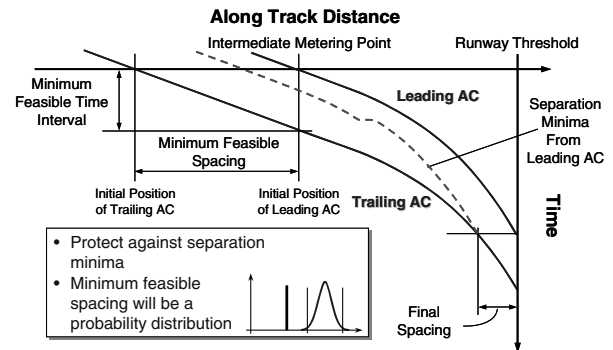 Along Track Distance
Intermediate Metering Point
Runway Threshold
Minimum
Feasible Time
Interval
Leading AC
Separation
Minima
From
Leading AC
Minimum Feasible
Spacing
Initial Position
of Trailing AC
Initial Position
of Leading AC
Trailing AC
Time
• Protect against separation
minima
• Minimum feasible
spacing will be a
probability distribution
Final
Spacing